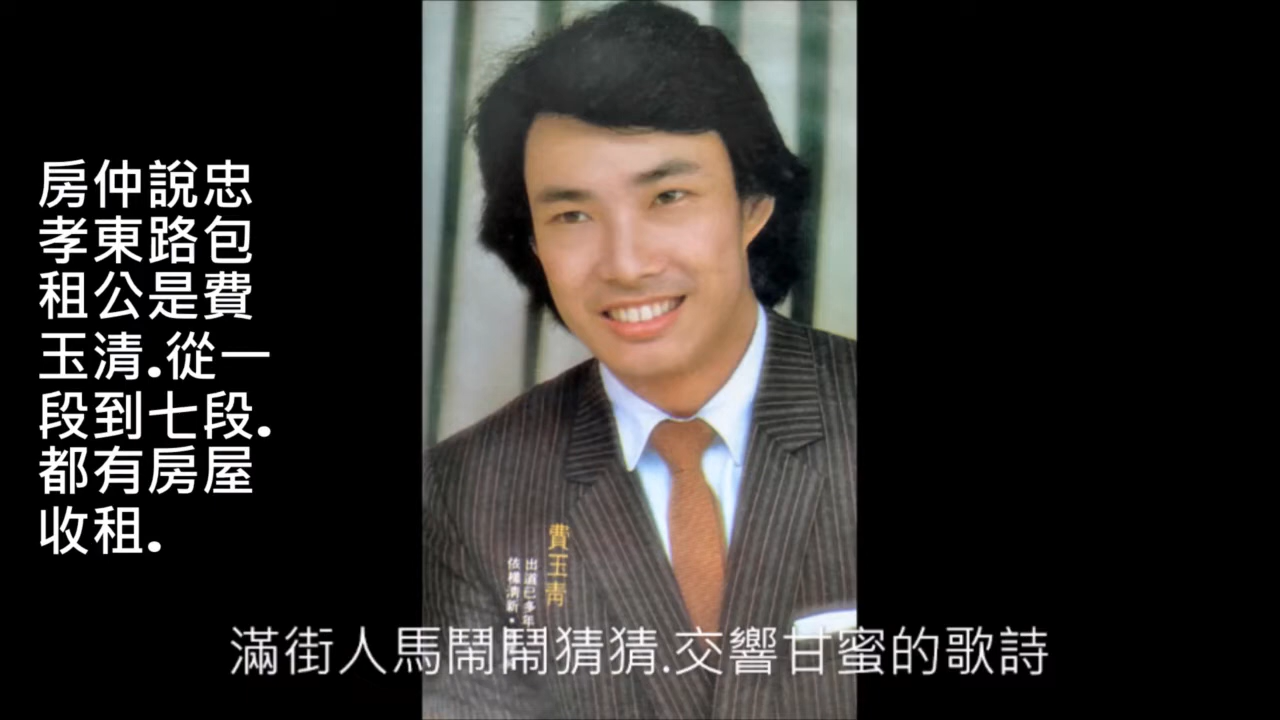 房仲說忠
孝東路包
租公是費
玉清.從一
段到七段.
都有房屋
收租.
費玉青
出道已多年
依樣清新·
滿街人馬鬧鬧猜猜.交響甘蜜的歌詩